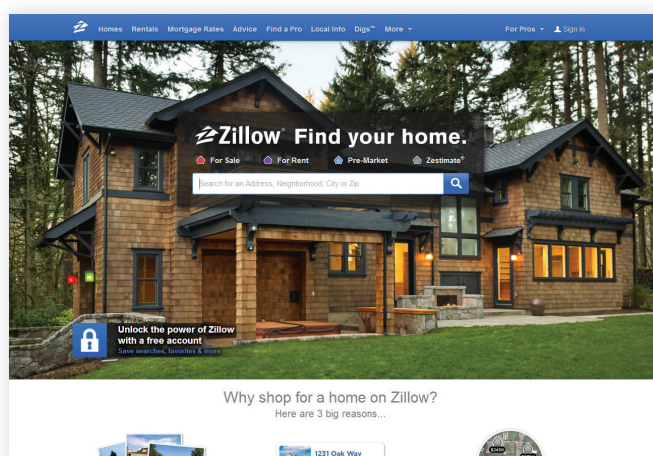 Homes Rentals Mortgage Rates Advice Find a Pro Local Info Digs™ More For Pros Sign In
Zillow® Find your home.
For Sale For Rent Pre-Market Zestimate®
Search for an Address, Neighborhood, City or Zip
Unlock the power of Zillow
with a free account
Save searches, favorites & more
Why shop for a home on Zillow?
Here are 3 big reasons...
1231 Oak Way
$245K